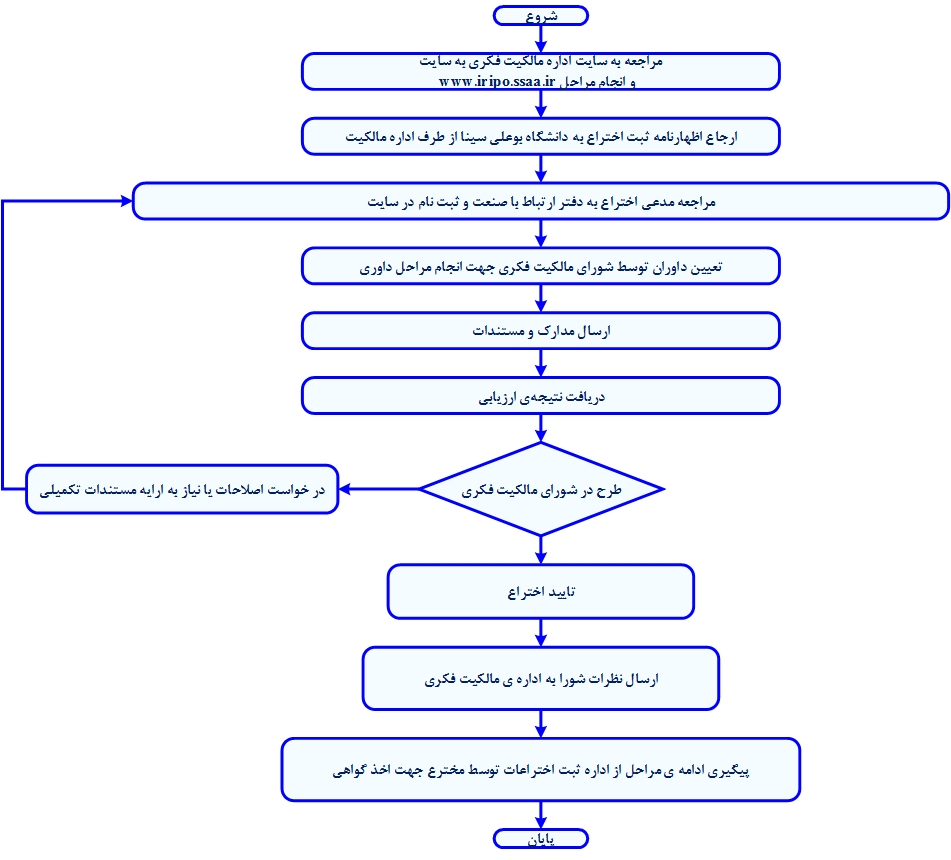 شروع
مراجعه به سایت اداره مالکیت فکری به سایت
www.iripo.ssaa.ir و انجام مراحل
ارجاع اظهارنامه ثبت اختراع به دانشگاه بوعلی سینا از طرف اداره مالکیت
مراجعه مدعی اختراع به دفتر ارتباط با صنعت و ثبت نام در سایت
تعیین داوران توسط شورای مالکیت فکری جهت انجام مراحل داوری
ارسال مدارک و مستندات
دریافت نتیجه‌ی ارزیابی
طرح در شورای مالکیت فکری
در خواست اصلاحات یا نیاز به ارایه مستندات تکمیلی
تایید اختراع
ارسال نظرات شورا به اداره ی مالکیت فکری
پیگیری ادامه ی مراحل از اداره ثبت اختراعات توسط مخترع جهت اخذ گواهی
پایان